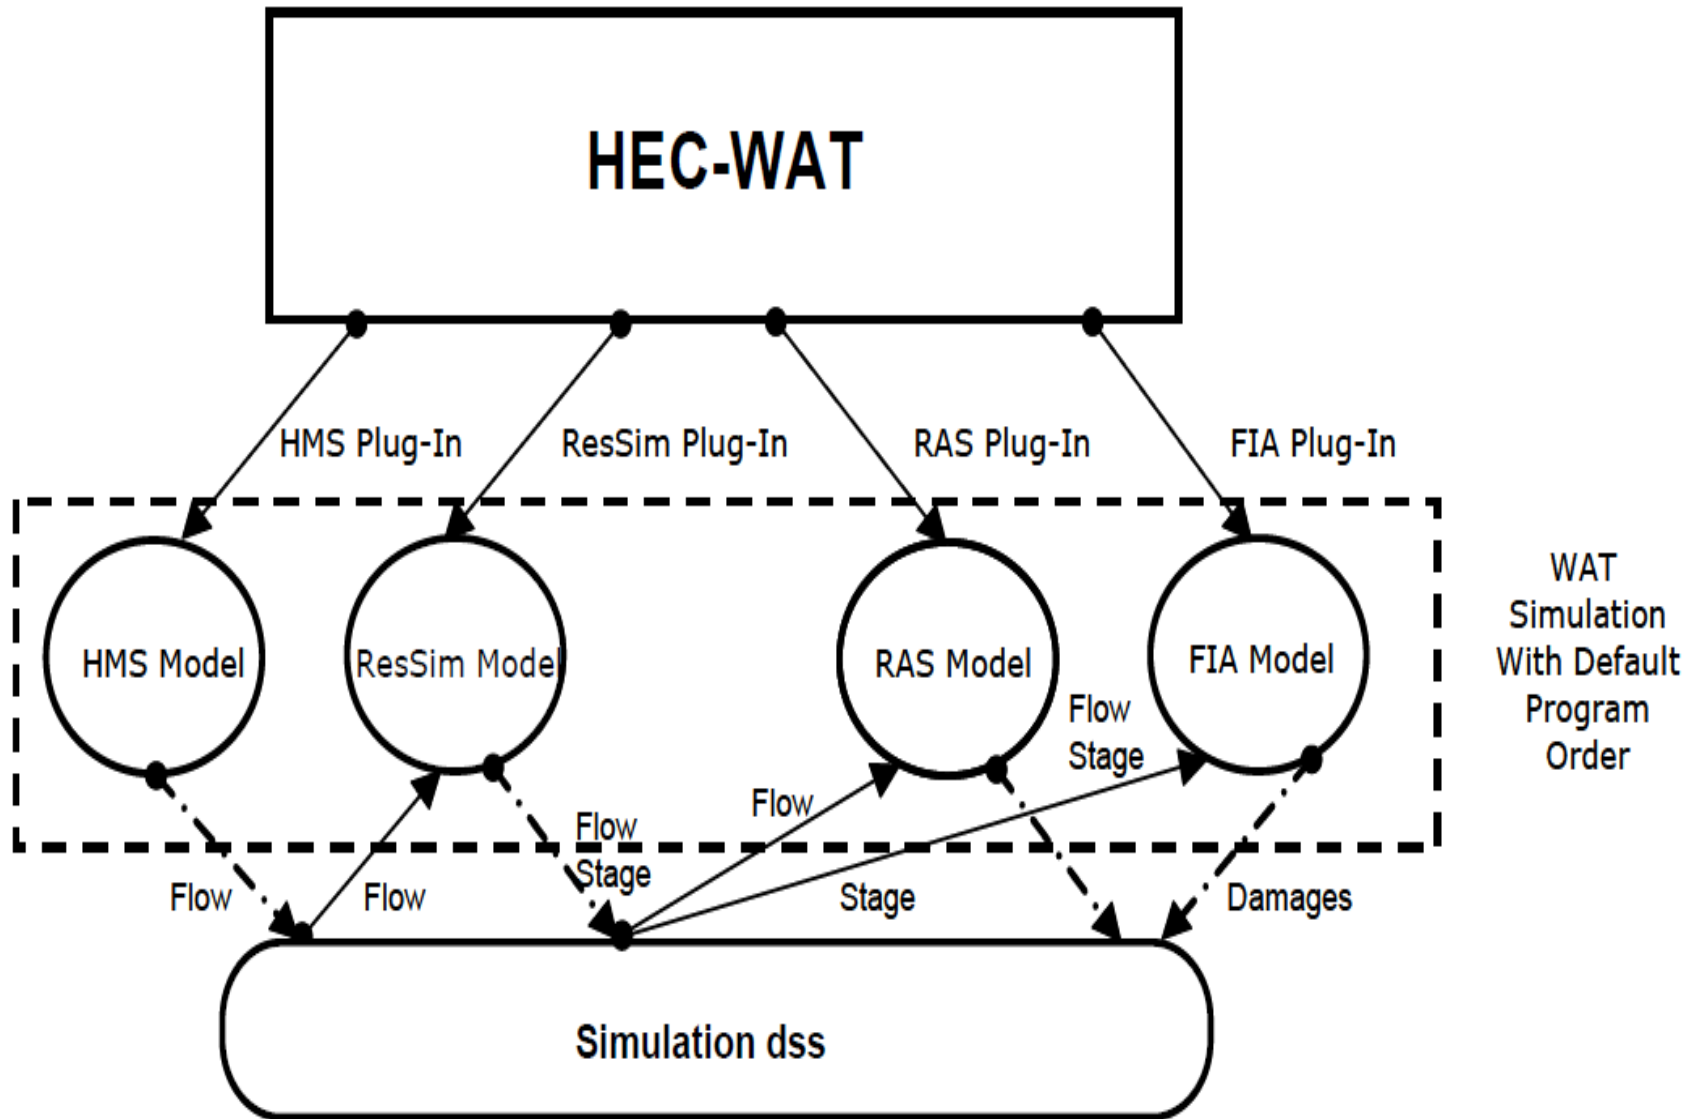 HEC-WAT
HMS Plug-In
ResSim Plug-In
RAS Plug-In
FIA Plug-In
WAT
Simulation
With Default
Program
Order
HMS Model
ResSim Model
RAS Model
FIA Model
Flow
Stage
Flow
Flow
Stage
Flow
Flow
Stage
Damages
Simulation dss